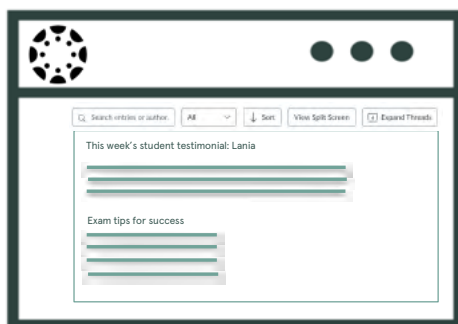 Search entries or author.
All
Sort
View Split Screen
Expand Threads
This week's student testimonial: Lania
Exam tips for success